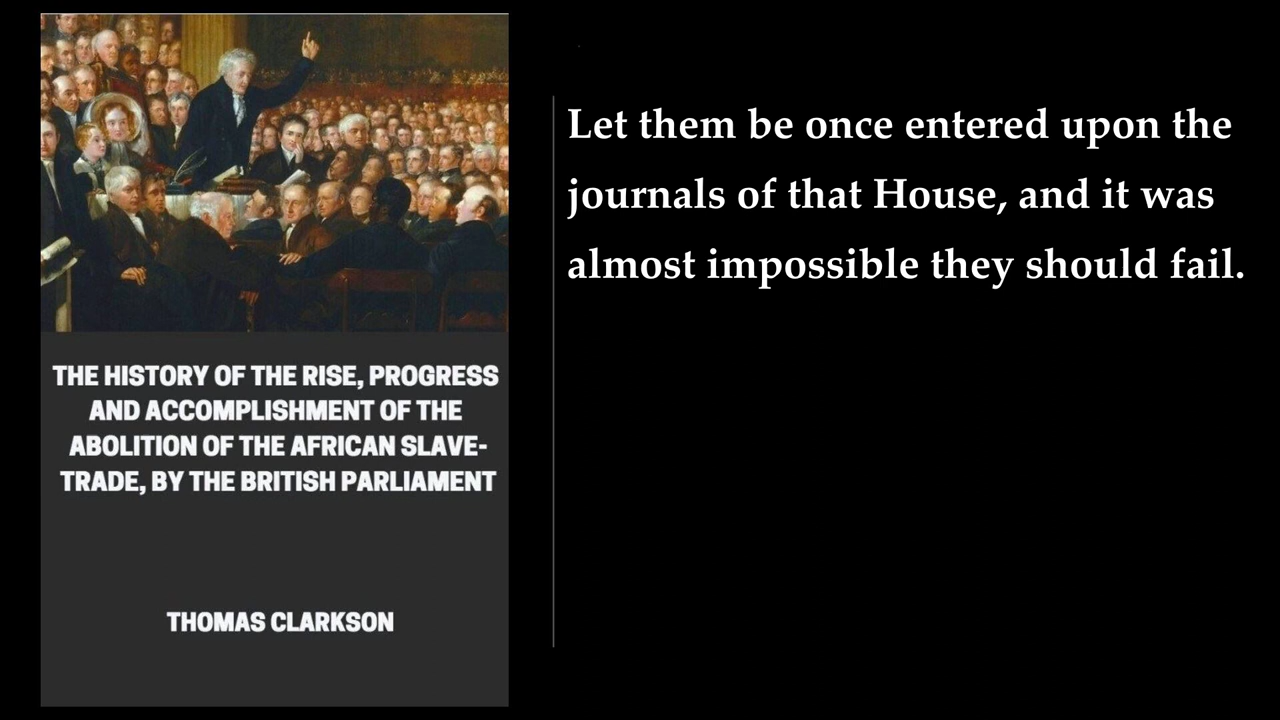 THE HISTORY OF THE RISE, PROGRESS
AND ACCOMPLISHMENT OF THE
ABOLITION OF THE AFRICAN SLAVE-
TRADE, BY THE BRITISH PARLIAMENT
THOMAS CLARKSON
Let them be once entered upon the
journals of that House, and it was
almost impossible they should fail.